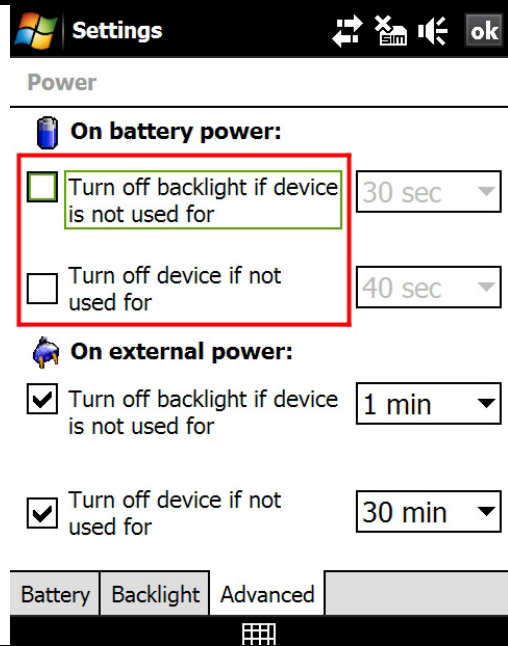 Settings
SIM
ok
Power
On battery power:
Turn off backlight if device
is not used for
30 sec
Turn off device if not
used for
40 sec
On external power:
Turn off backlight if device
is not used for
1 min
Turn off device if not
used for
30 min
Battery
Backlight
Advanced